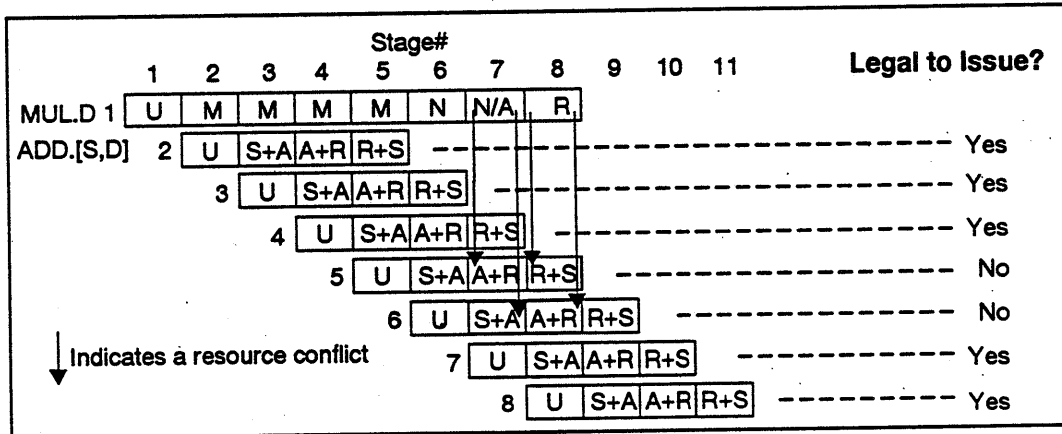 Stage#
1 2 3 4 5 6 7 8 9 10 11 Legal to Issue?
MUL.D 1 U M M M M N N/A R
ADD.[S,D] 2 U S+A A+R R+S Yes
3 U S+A A+R R+S Yes
4 U S+A A+R R+S Yes
5 U S+A A+R R+S No
6 U S+A A+R R+S No
Indicates a resource conflict
7 U S+A A+R R+S Yes
8 U S+A A+R R+S Yes